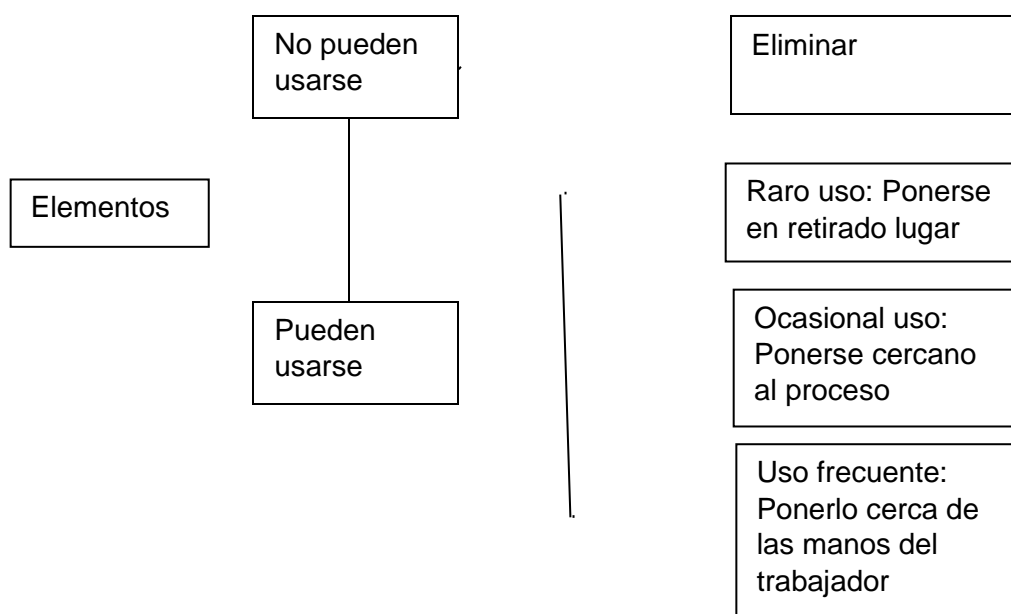 No pueden
usarse
Eliminar
Elementos
Raro uso: Ponerse
en retirado lugar
Pueden
usarse
Ocasional uso:
Ponerse cercano
al proceso
Uso frecuente:
Ponerlo cerca de
las manos del
trabajador